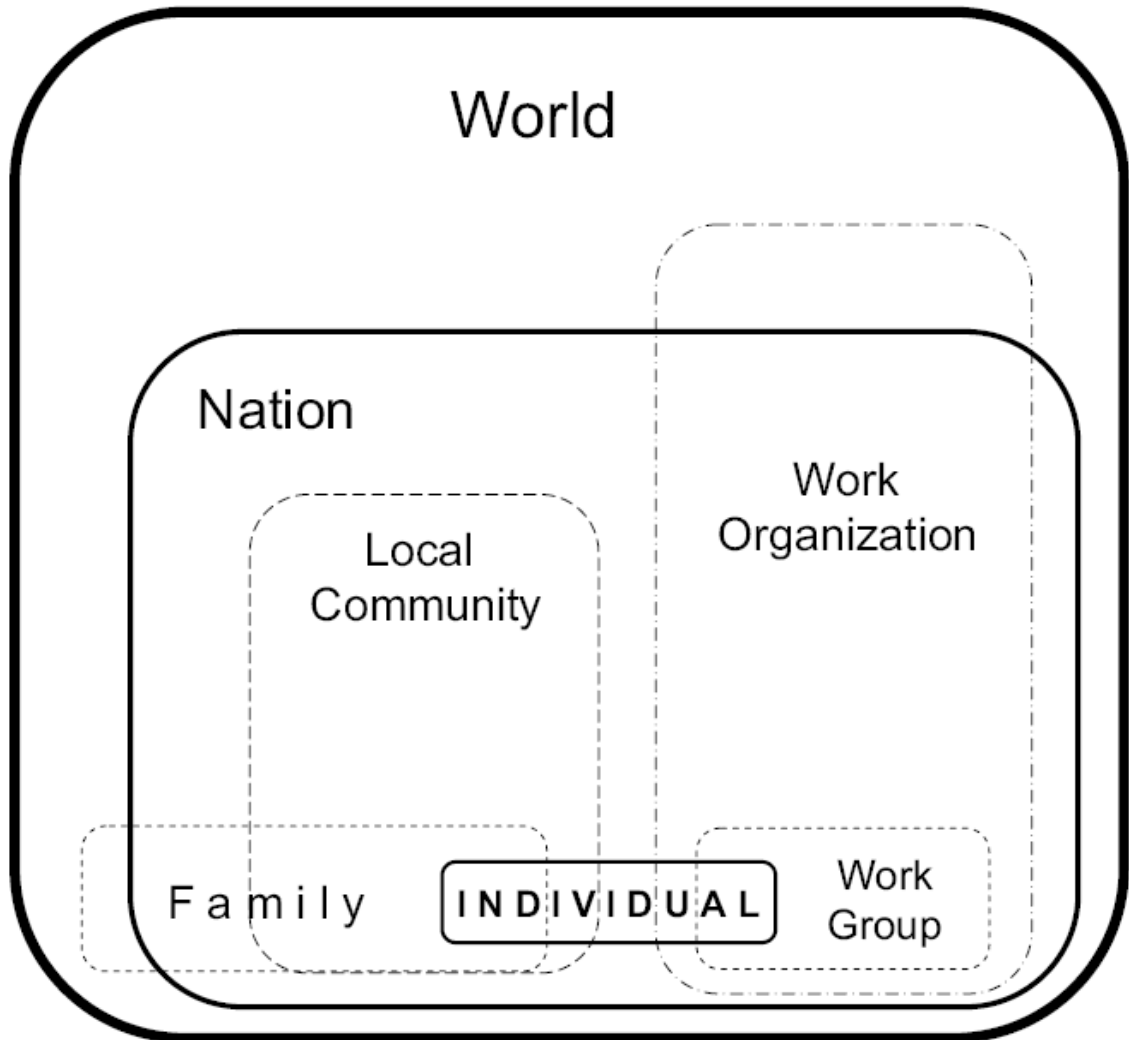 World
Nation
Work
Organization
Local
Community
Family
INDIVIDUAL
Work
Group